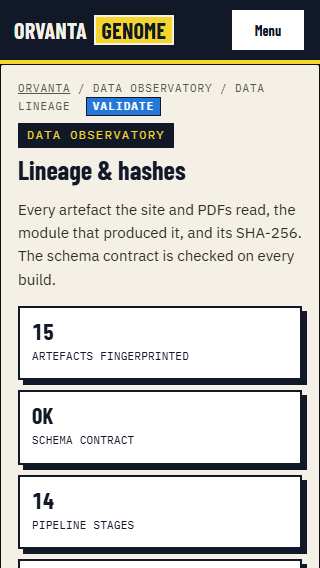 ORVANTA GENOME
Menu
ORVANTA / DATA OBSERVATORY / DATA
LINEAGE VALIDATE
DATA OBSERVATORY
Lineage & hashes
Every artefact the site and PDFs read, the
module that produced it, and its SHA-256.
The schema contract is checked on every
build.
15
ARTEFACTS FINGERPRINTED
OK
SCHEMA CONTRACT
14
PIPELINE STAGES